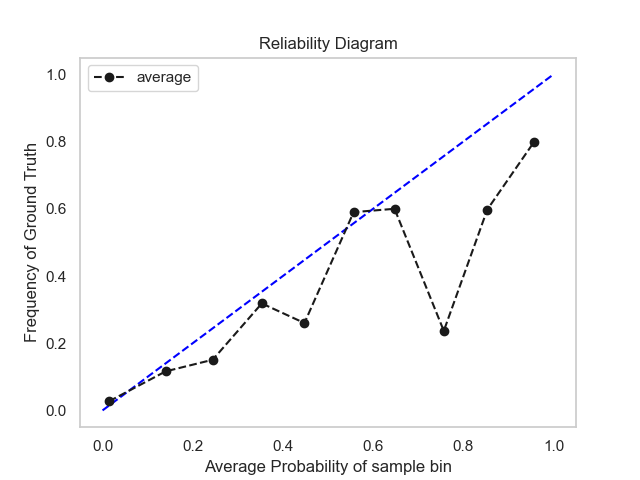 Reliability Diagram
average
1.0
0.8
0.6
0.4
0.2
0.0
Frequency of Ground Truth
0.0 0.2 0.4 0.6 0.8 1.0
Average Probability of sample bin